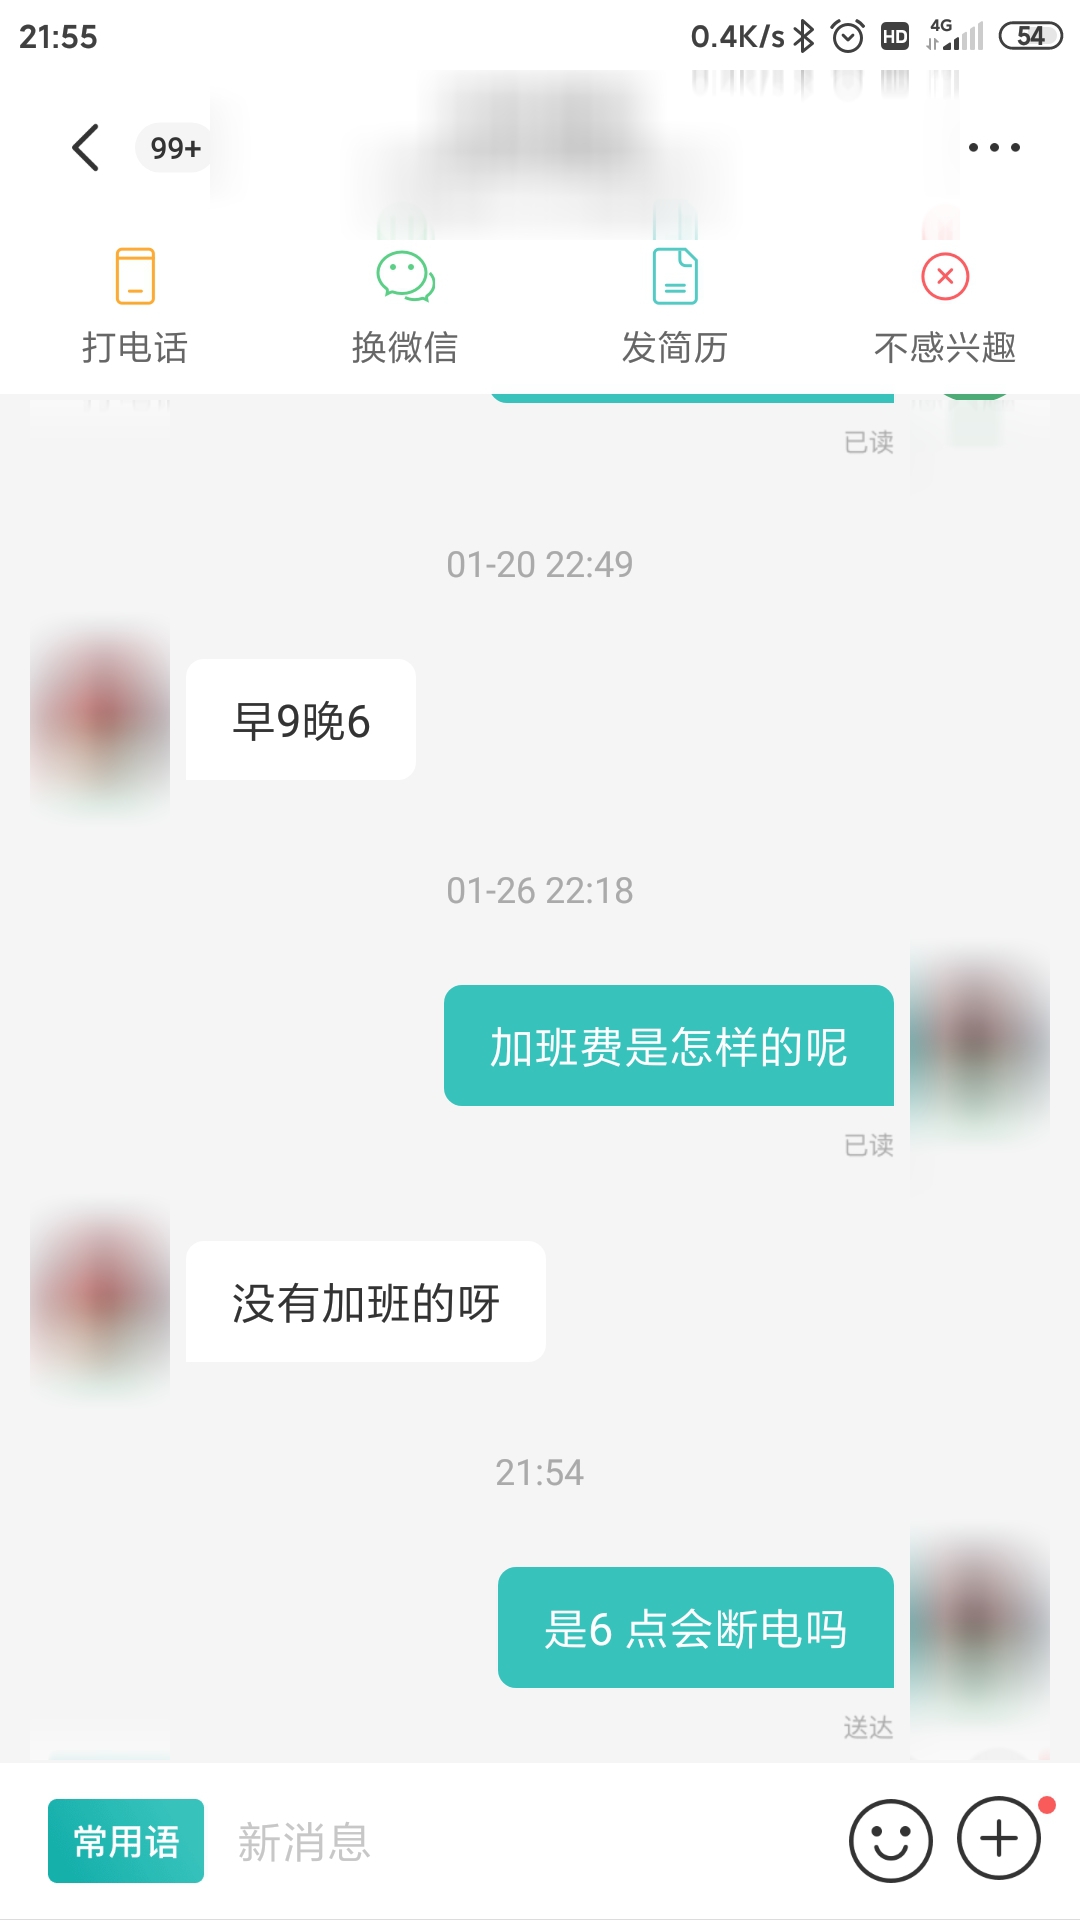 21:55
0.4K/s HD 4G 54
99+
打电话 换微信 发简历 不感兴趣
已读
01-20 22:49
早9晚6
01-26 22:18
加班费是怎样的呢
已读
没有加班的呀
21:54
是6 点会断电吗
送达
常用语 新消息